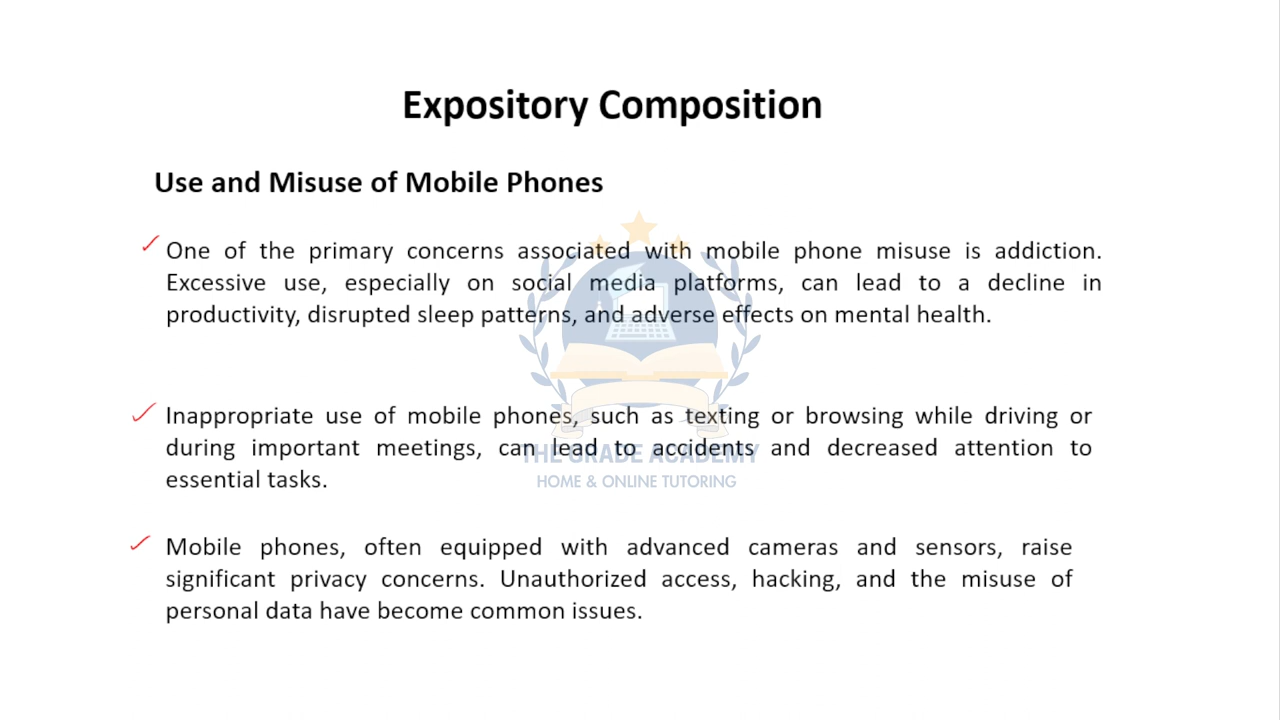 Expository Composition
Use and Misuse of Mobile Phones
One of the primary concerns associated with mobile phone misuse is addiction.
Excessive use, especially on social media platforms, can lead to a decline in
productivity, disrupted sleep patterns, and adverse effects on mental health.
Inappropriate use of mobile phones, such as texting or browsing while driving or
during important meetings, can lead to accidents and decreased attention to
THE GRADE ACADEMY
essential tasks.
HOME & ONLINE TUTORING
Mobile phones, often equipped with advanced cameras and sensors, raise
significant privacy concerns. Unauthorized access, hacking, and the misuse of
personal data have become common issues.